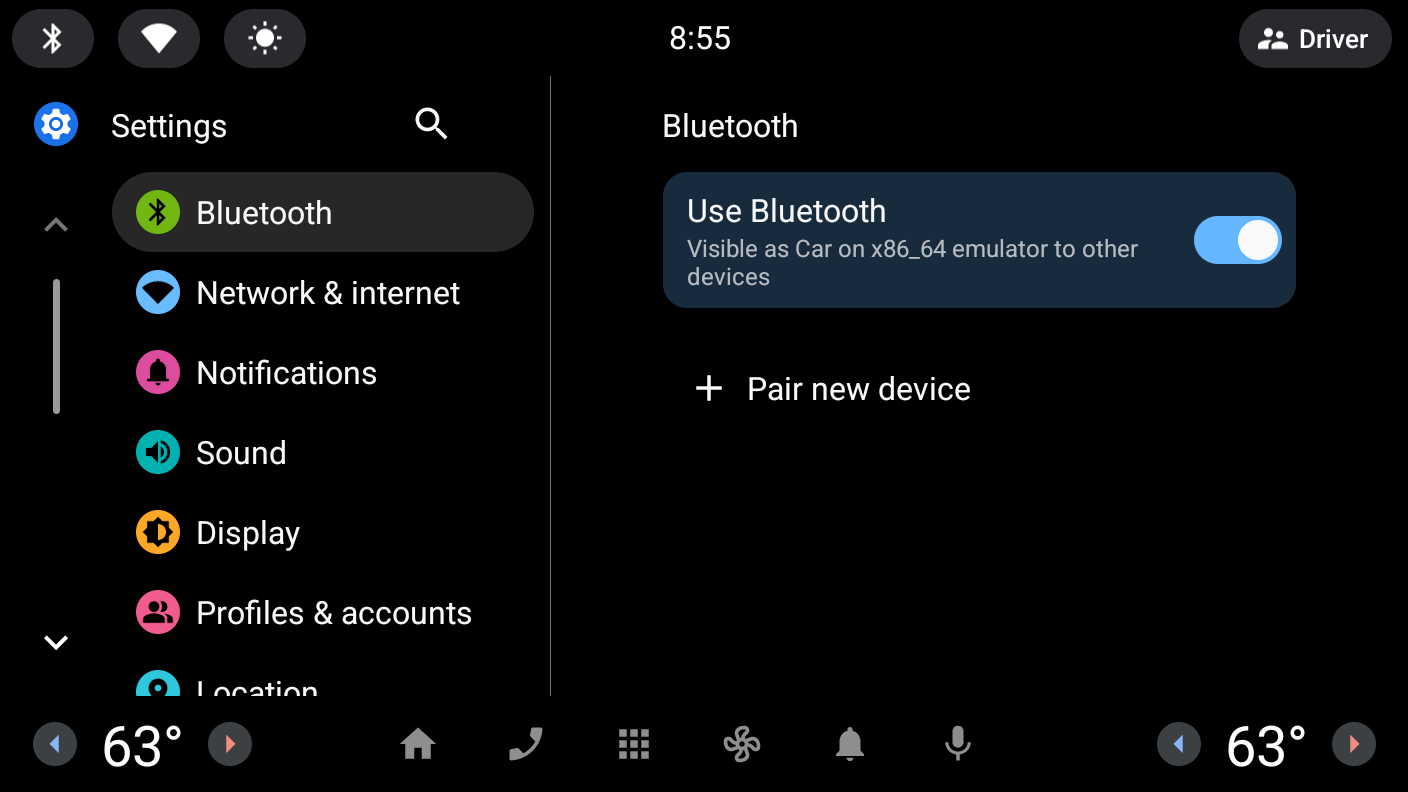 8:55
Driver
Settings
Bluetooth
Bluetooth
Network & internet
Notifications
Sound
Display
Profiles & accounts
Location
Use Bluetooth
Visible as Car on x86_64 emulator to other
devices
Pair new device
63°
63°